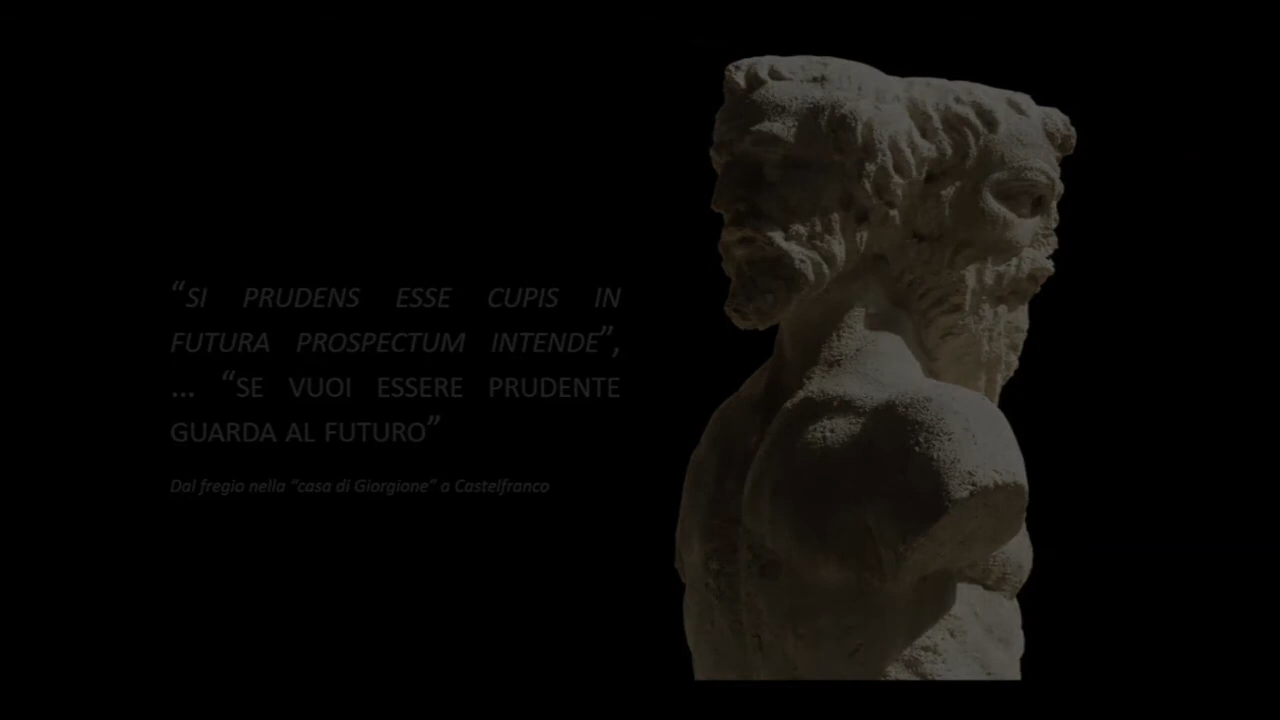 “SI PRUDENS ESSE CUPIS IN
FUTURA PROSPECTUM INTENDE”,
... “SE VUOI ESSERE PRUDENTE
GUARDA AL FUTURO”
Dal fregio nella “casa di Giorgione” a Castelfranco